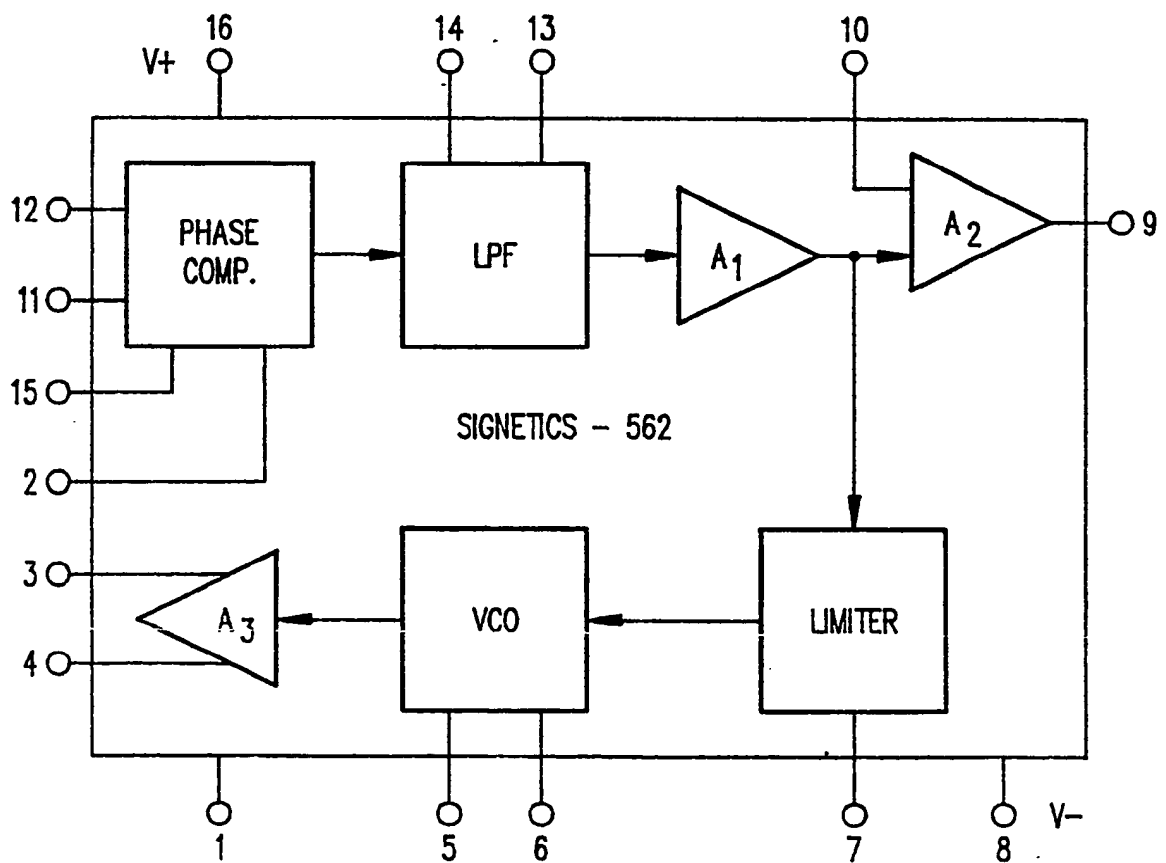 16 14 13 10
V+
12
PHASE
COMP.
LPF
A1
A2
9
11
15
SIGNETICS - 562
2
3
A3
VCO
LIMITER
4
V-
1 5 6 7 8